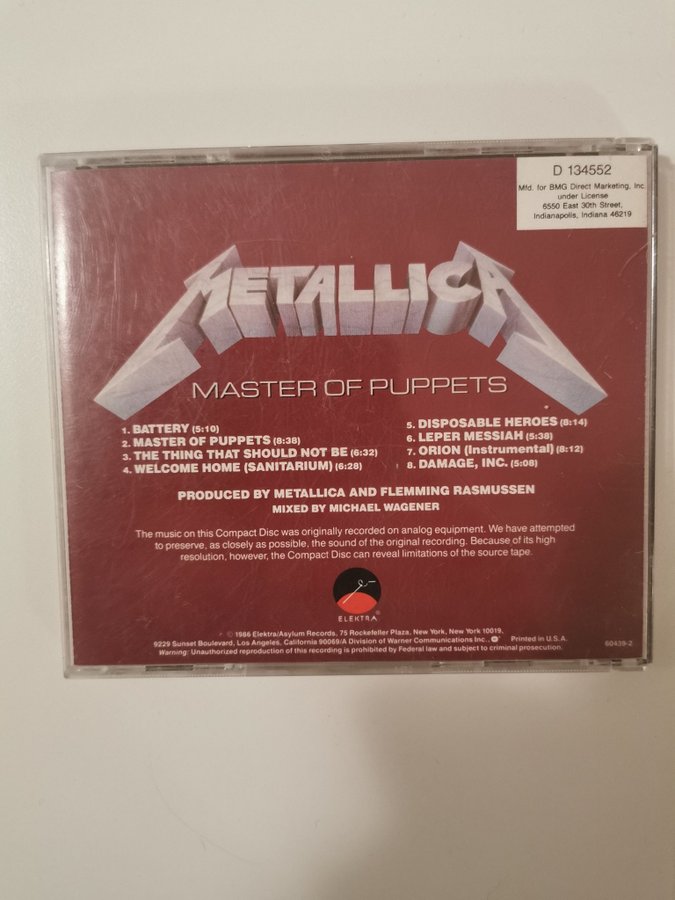 D 134552
Mfd. for BMG Direct Marketing, Inc.
under License
6550 East 30th Street,
Indianapolis, Indiana 46219
METALLICA
MASTER OF PUPPETS
1. BATTERY (5:10)
2. MASTER OF PUPPETS (8:38)
3. THE THING THAT SHOULD NOT BE (6:32)
4. WELCOME HOME (SANITARIUM) (6:28)
5. DISPOSABLE HEROES (8:14)
6. LEPER MESSIAH (5:38)
7. ORION (Instrumental) (8:12)
8. DAMAGE, INC. (5:08)
PRODUCED BY METALLICA AND FLEMMING RASMUSSEN
MIXED BY MICHAEL WAGENER
The music on this Compact Disc was originally recorded on analog equipment. We have attempted
to preserve, as closely as possible, the sound of the original recording. Because of its high
resolution, however, the Compact Disc can reveal limitations of the source tape.
ELEKTRA®
© 1986 Elektra/Asylum Records, 75 Rockefeller Plaza, New York, New York 10019,
9229 Sunset Boulevard, Los Angeles, California 90069/A Division of Warner Communications Inc., Printed in U.S.A.
60439-2
Warning: Unauthorized reproduction of this recording is prohibited by Federal law and subject to criminal prosecution.